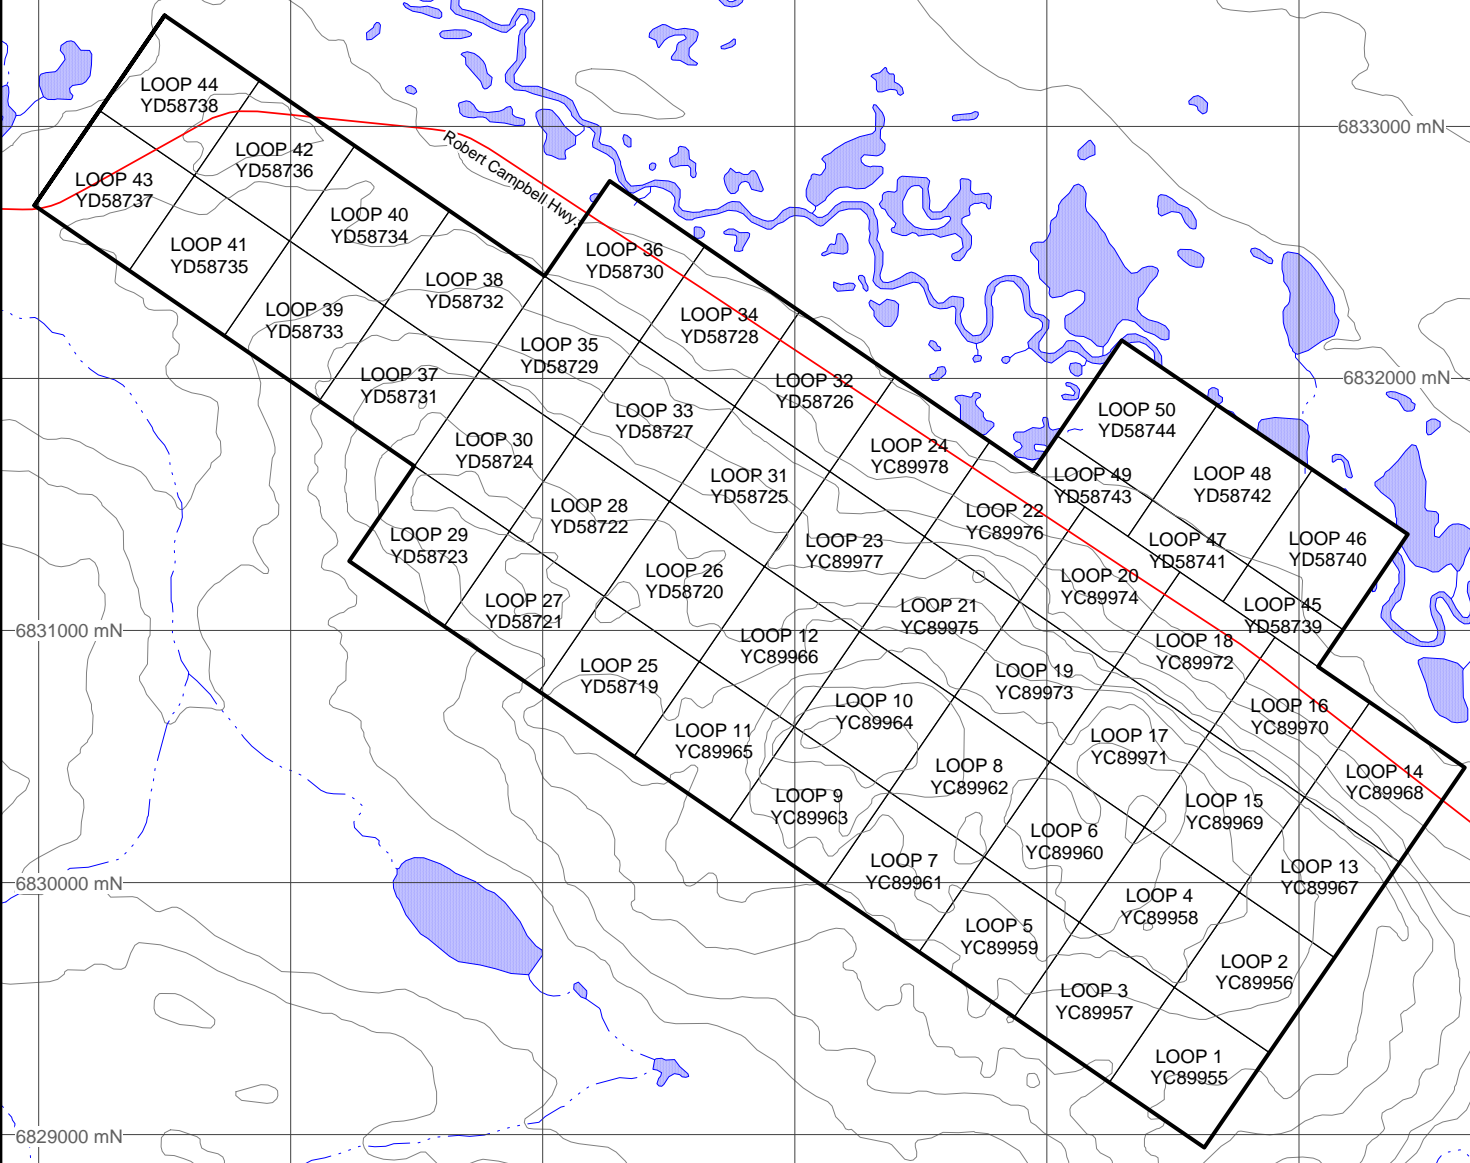 LOOP 44
YD58738
6833000 mN
Robert Campbell Hwy.
LOOP 42
YD58736
LOOP 43
YD58737
LOOP 40
YD58734
LOOP 41
YD58735
LOOP 36
YD58730
LOOP 38
YD58732
LOOP 39
YD58733
LOOP 34
YD58728
LOOP 35
YD58729
6832000 mN
LOOP 37
YD58731
LOOP 32
YD58726
LOOP 33
YD58727
LOOP 50
YD58744
LOOP 30
YD58724
LOOP 24
YC89978
LOOP 31
YD58725
LOOP 49
YD58743
LOOP 48
YD58742
LOOP 28
YD58722
LOOP 22
YC89976
LOOP 29
YD58723
LOOP 23
YC89977
LOOP 47
YD58741
LOOP 46
YD58740
LOOP 26
YD58720
LOOP 20
YC89974
LOOP 27
YD58721
LOOP 21
YC89975
LOOP 45
YD58739
6831000 mN
LOOP 12
YC89966
LOOP 18
YC89972
LOOP 25
YD58719
LOOP 19
YC89973
LOOP 10
YC89964
LOOP 16
YC89970
LOOP 11
YC89965
LOOP 17
YC89971
LOOP 8
YC89962
LOOP 14
YC89968
LOOP 9
YC89963
LOOP 15
YC89969
LOOP 6
YC89960
LOOP 7
YC89961
LOOP 13
YC89967
6830000 mN
LOOP 4
YC89958
LOOP 5
YC89959
LOOP 2
YC89956
LOOP 3
YC89957
LOOP 1
YC89955
6829000 mN